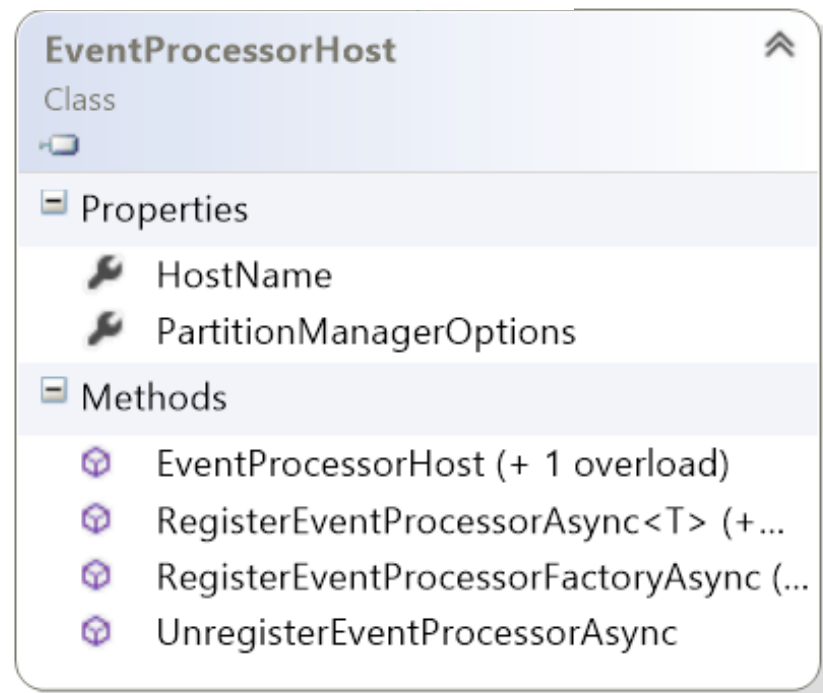 EventProcessorHost
Class
Properties
HostName
PartitionManagerOptions
Methods
EventProcessorHost (+ 1 overload)
RegisterEventProcessorAsync<T> (+...
RegisterEventProcessorFactoryAsync (...
UnregisterEventProcessorAsync